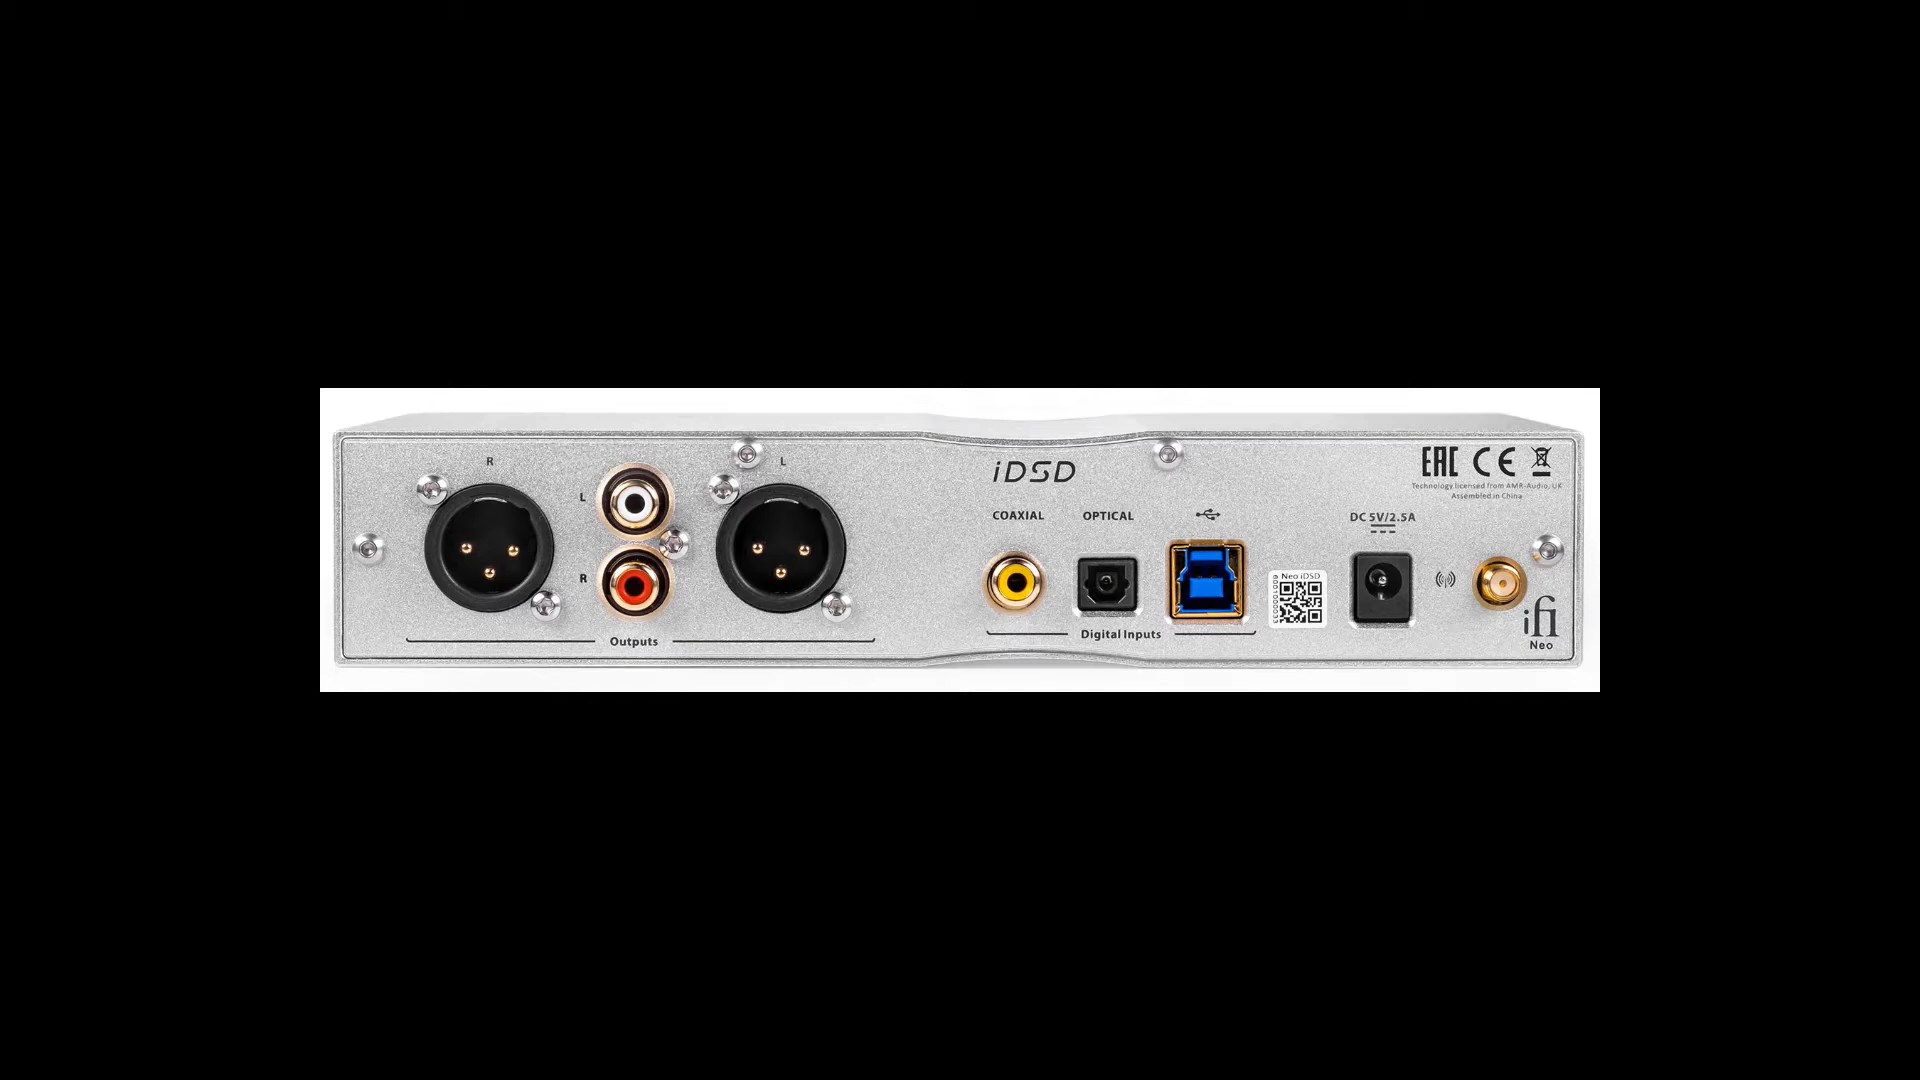 R
L
L
R
Outputs
iDSD
COAXIAL
OPTICAL
Digital Inputs
Neo iDSD
DC 5V/2.5A
EAC CE
Technology licensed from AMR-Audio, UK
Assembled in China
ifi
Neo